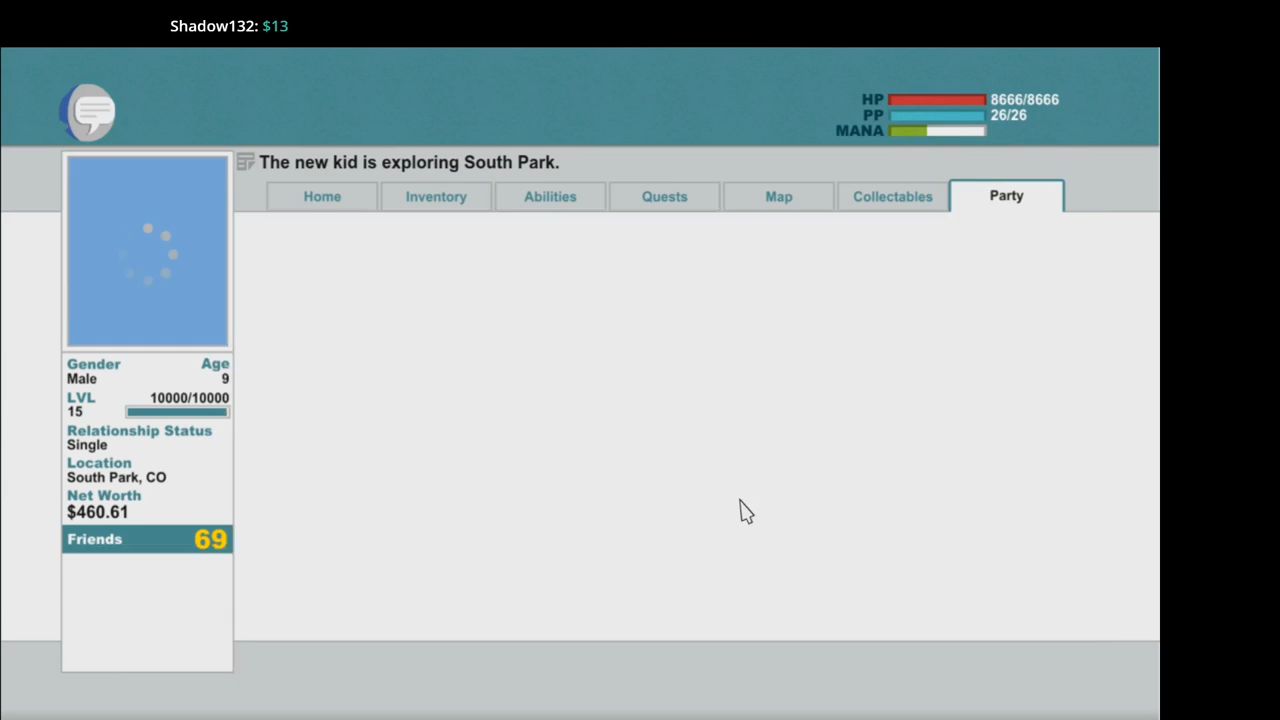 Shadow132: $13
HP 8666/8666
PP 26/26
MANA
The new kid is exploring South Park.
Home Inventory Abilities Quests Map Collectables Party
Gender Age
Male 9
LVL 10000/10000
15
Relationship Status
Single
Location
South Park, CO
Net Worth
$460.61
Friends 69